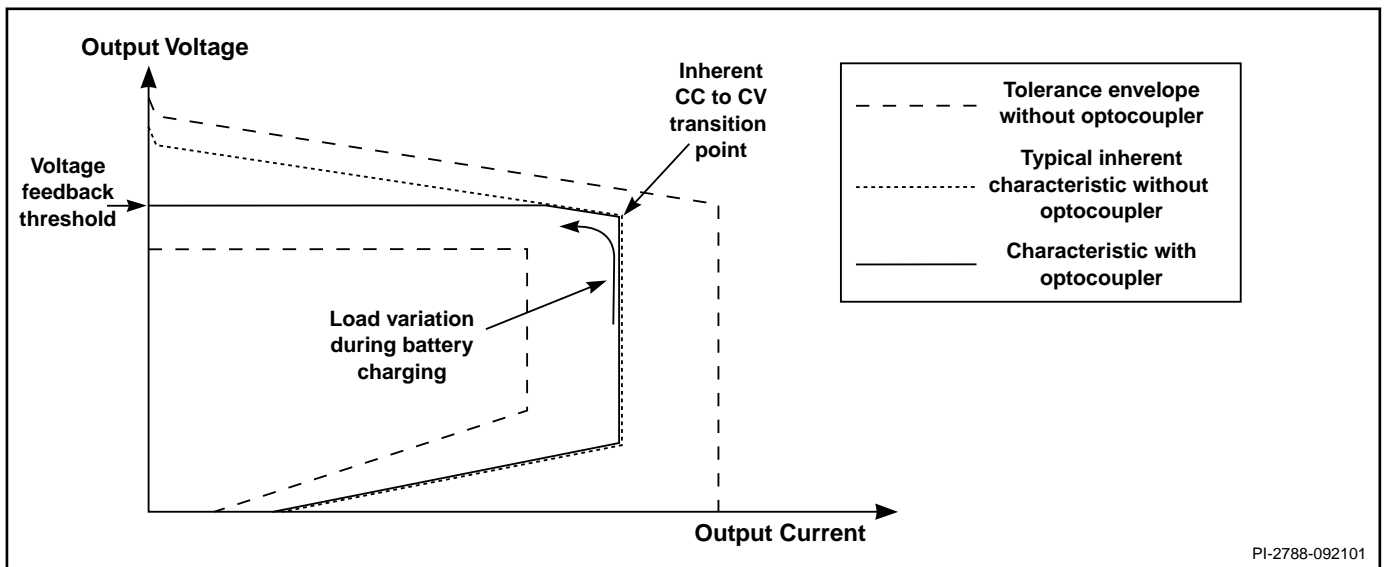 Output Voltage
Inherent
CC to CV
transition
point
Voltage
feedback
threshold
Load variation
during battery
charging
Output Current
Tolerance envelope
without optocoupler
Typical inherent
characteristic without
optocoupler
Characteristic with
optocoupler
PI-2788-092101